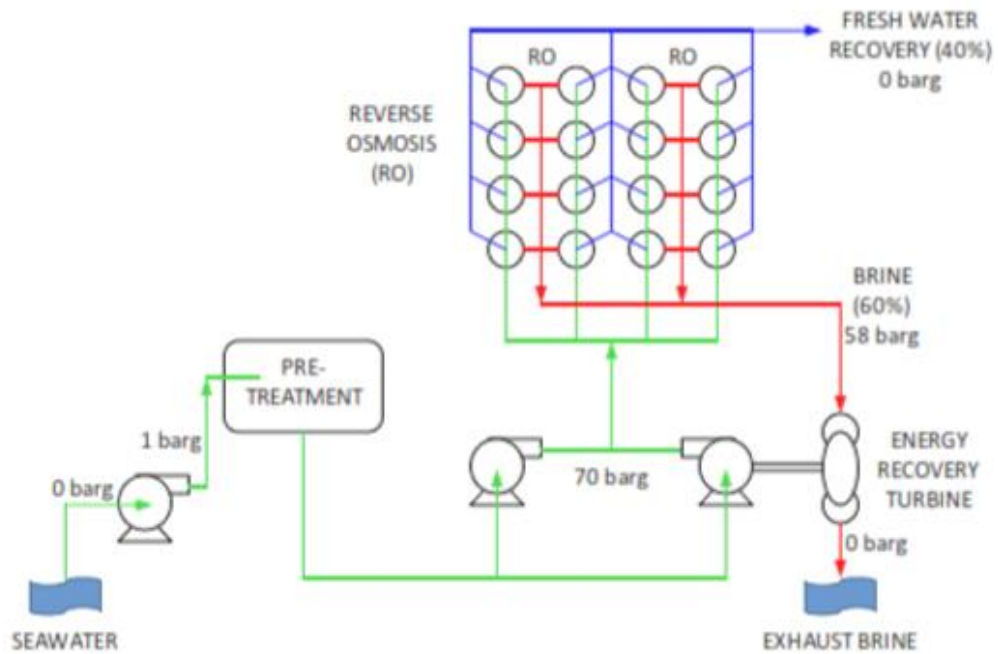 FRESH WATER
RECOVERY (40%)
0 barg
RO
RO
REVERSE
OSMOSIS
(RO)
BRINE
(60%)
58 barg
PRE-
TREATMENT
1 barg
0 barg
70 barg
ENERGY
RECOVERY
TURBINE
0 barg
SEAWATER
EXHAUST BRINE